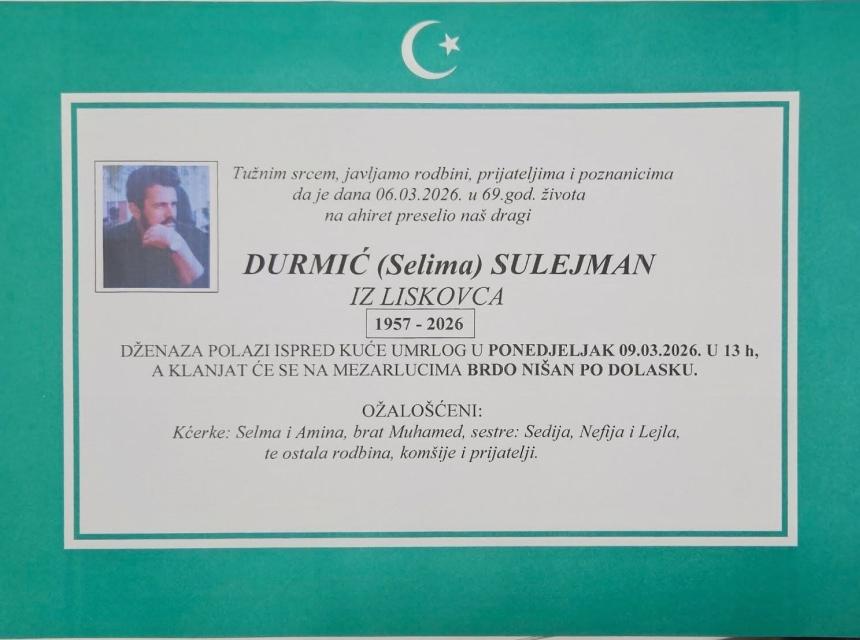 Tužnim srcem, javljamo rodbini, prijateljima i poznanicima
da je dana 06.03.2026. u 69.god. života
na ahiret preselio naš dragi
DURMIĆ (Selima) SULEJMAN
IZ LISKOVCA
1957 - 2026
DŽENAZA POLAZI ISPRED KUĆE UMRLOG U PONEDJELJAK 09.03.2026. U 13 h,
A KLANJAT ĆE SE NA MEZARLUCIMA BRDO NIŠAN PO DOLASKU.
OŽALOŠĆENI:
Kćerke: Selma i Amina, brat Muhamed, sestre: Sedija, Nefija i Lejla,
te ostala rodbina, komšije i prijatelji.